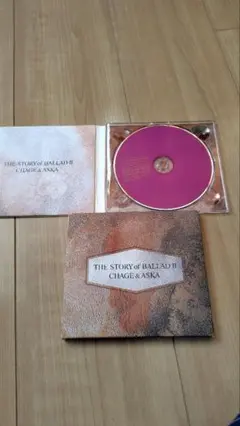 THE STORY of BALLAD II
CHAGE & ASKA
THE STORY of BALLAD II
CHAGE & ASKA